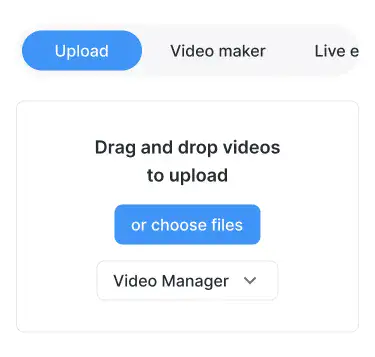 Upload Video maker Live e
Drag and drop videos
to upload
or choose files
Video Manager